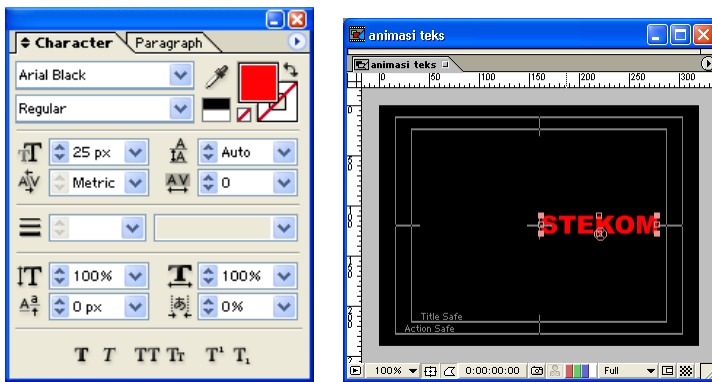 Character Paragraph
Arial Black
Regular
25 px Auto
Metric 0
100% 100%
0 px 0%
T T TT Tr T¹ T₁
animasi teks
animasi teks
0 50 100 150 200 250 300
STEKOM
Title Safe
Action Safe
100% 0:00:00:00 Full